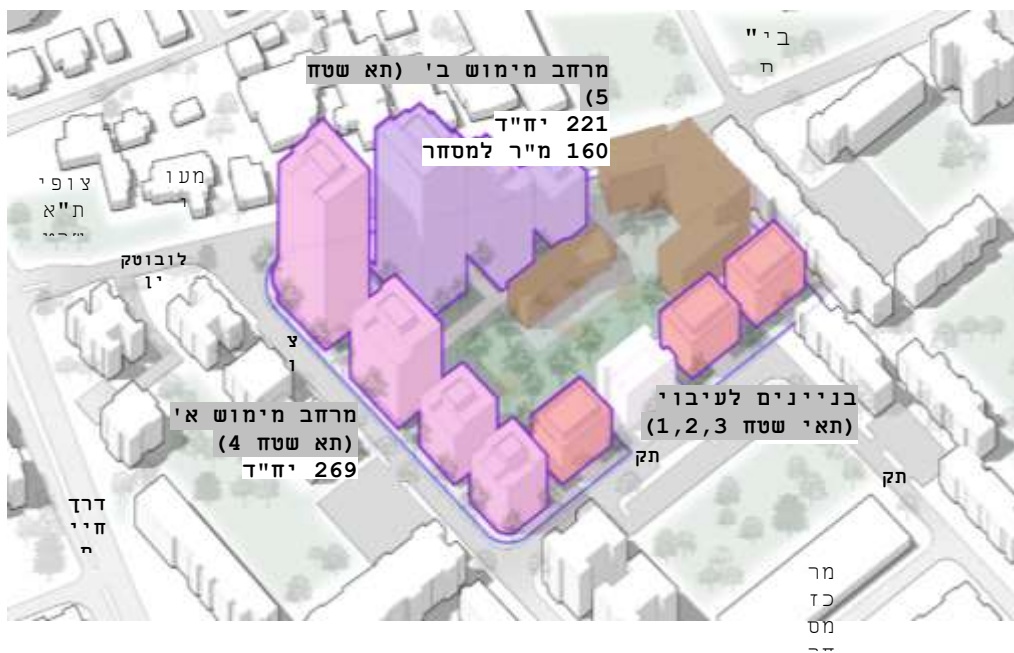 בי"
ח
מרחב מימוש ב' (תא שטח
5)
221 יח"ד
160 מ"ר למסחר
צופי
ת"א
מעו
לובוטק
ין
צ
ו
מרחב מימוש א'
(תא שטח 4)
269 יח"ד
בניינים לעיבוי
(תאי שטח 1,2,3)
תק
תק
דרך
חיי
מר
כז
מס